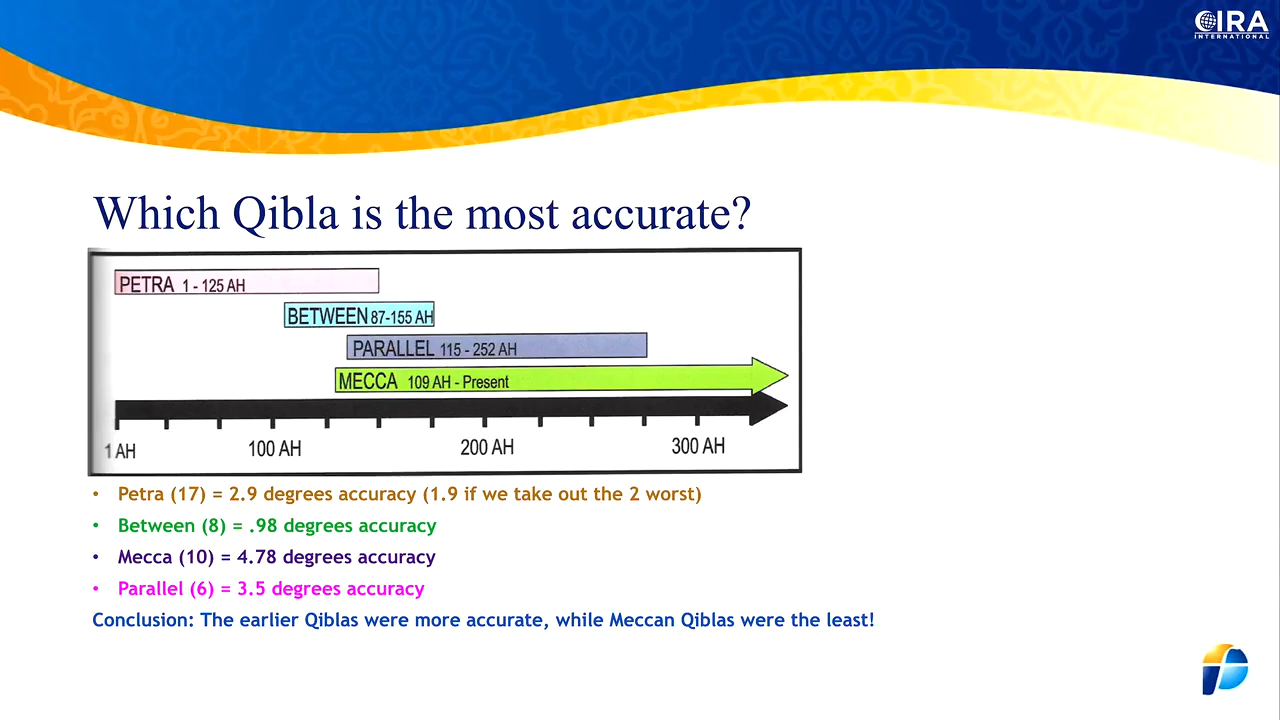 CIRA
INTERNATIONAL
Which Qibla is the most accurate?
PETRA 1 - 125 AH
BETWEEN 87-155 AH
PARALLEL 115 - 252 AH
MECCA 109 AH - Present
1 AH 100 AH 200 AH 300 AH
• Petra (17) = 2.9 degrees accuracy (1.9 if we take out the 2 worst)
• Between (8) = .98 degrees accuracy
• Mecca (10) = 4.78 degrees accuracy
• Parallel (6) = 3.5 degrees accuracy
Conclusion: The earlier Qiblas were more accurate, while Meccan Qiblas were the least!